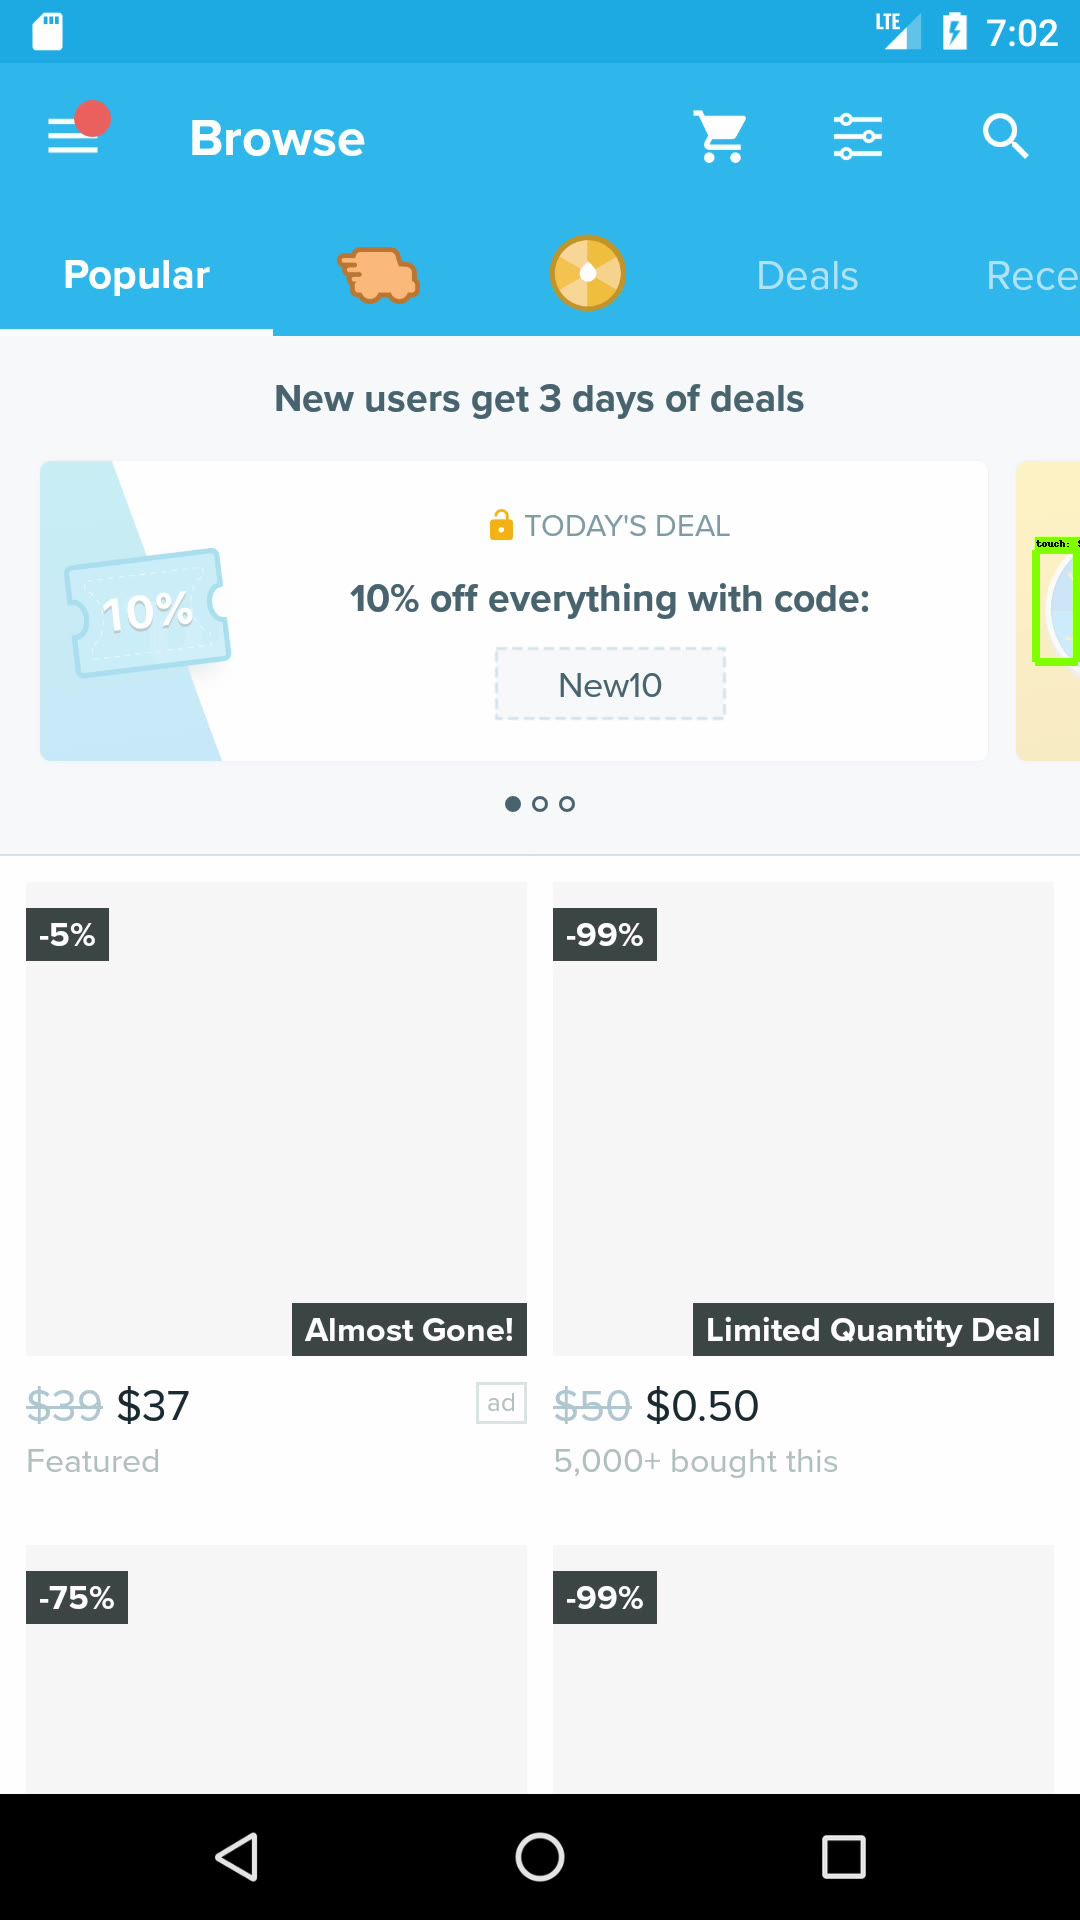 LTE 7:02
Browse
Popular Deals Rece
New users get 3 days of deals
TODAY'S DEAL
10%
10% off everything with code:
New10
touch:
-5%
-99%
Almost Gone!
Limited Quantity Deal
$39 $37 ad
$50 $0.50
Featured
5,000+ bought this
-75%
-99%